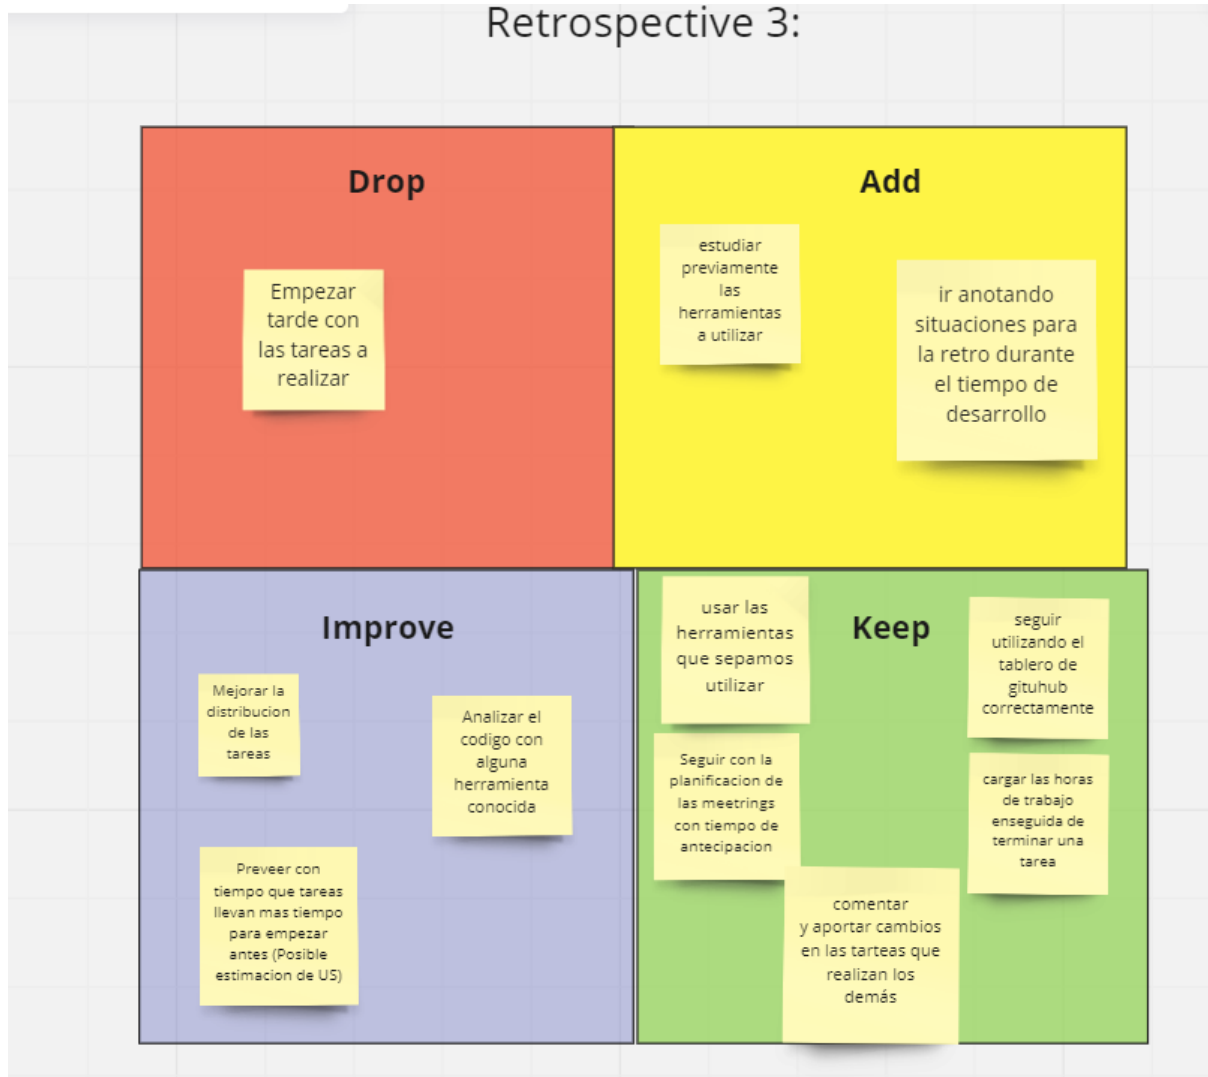 Retrospective 3:
Drop
Empezar
tarde con
las tareas a
realizar
Add
estudiar
previamente
las
herramientas
a utilizar
ir anotando
situaciones para
la retro durante
el tiempo de
desarrollo
Improve
Mejorar la
distribucion
de las
tareas
Analizar el
codigo con
alguna
herramienta
conocida
Preveer con
tiempo que tareas
llevan mas tiempo
para empezar
antes (Posible
estimacion de US)
Keep
usar las
herramientas
que sepamos
utilizar
seguir
utilizando el
tablero de
gituhub
correctamente
Seguir con la
planificacion de
las meetrings
con tiempo de
antecipacion
cargar las horas
de trabajo
enseguida de
terminar una
tarea
comentar
y aportar cambios
en las tarteas que
realizan los
demás